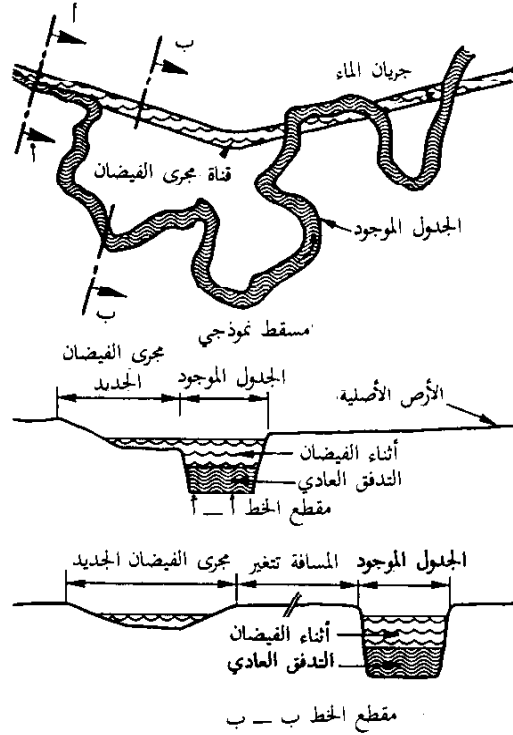 أ
ب
جريان الماء
أ
قناة مجرى الفيضان
الجدول الموجود
ب
مسقط نموذجي
مجرى الفيضان
الجديد
الجدول الموجود
الأرض الأصلية
أثناء الفيضان
التدفق العادي
مقطع الخط أ — أ
مجرى الفيضان الجديد
المسافة تتغير
الجدول الموجود
أثناء الفيضان
التدفق العادي
مقطع الخط ب — ب